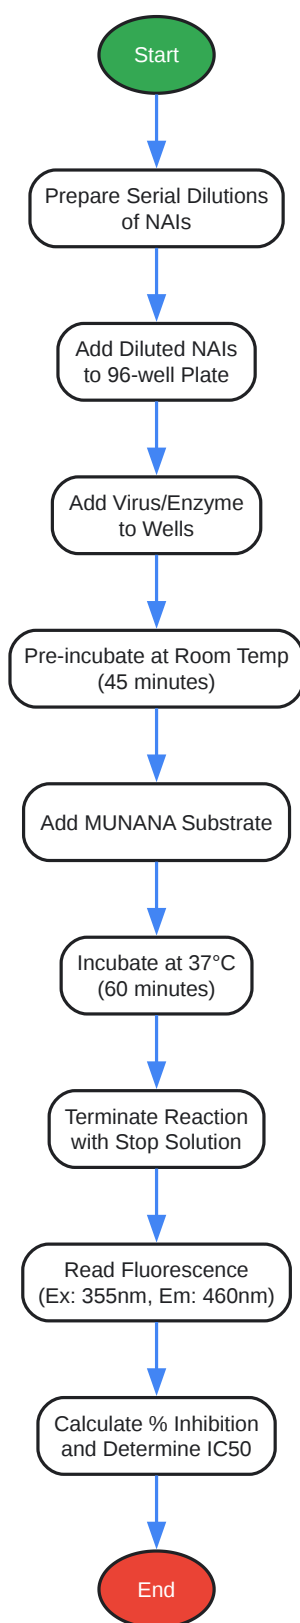 Start
Prepare Serial Dilutions
of NAIs
Add Diluted NAIs
to 96-well Plate
Add Virus/Enzyme
to Wells
Pre-incubate at Room Temp
(45 minutes)
Add MUNANA Substrate
Incubate at 37°C
(60 minutes)
Terminate Reaction
with Stop Solution
Read Fluorescence
(Ex: 355nm, Em: 460nm)
Calculate % Inhibition
and Determine IC50
End